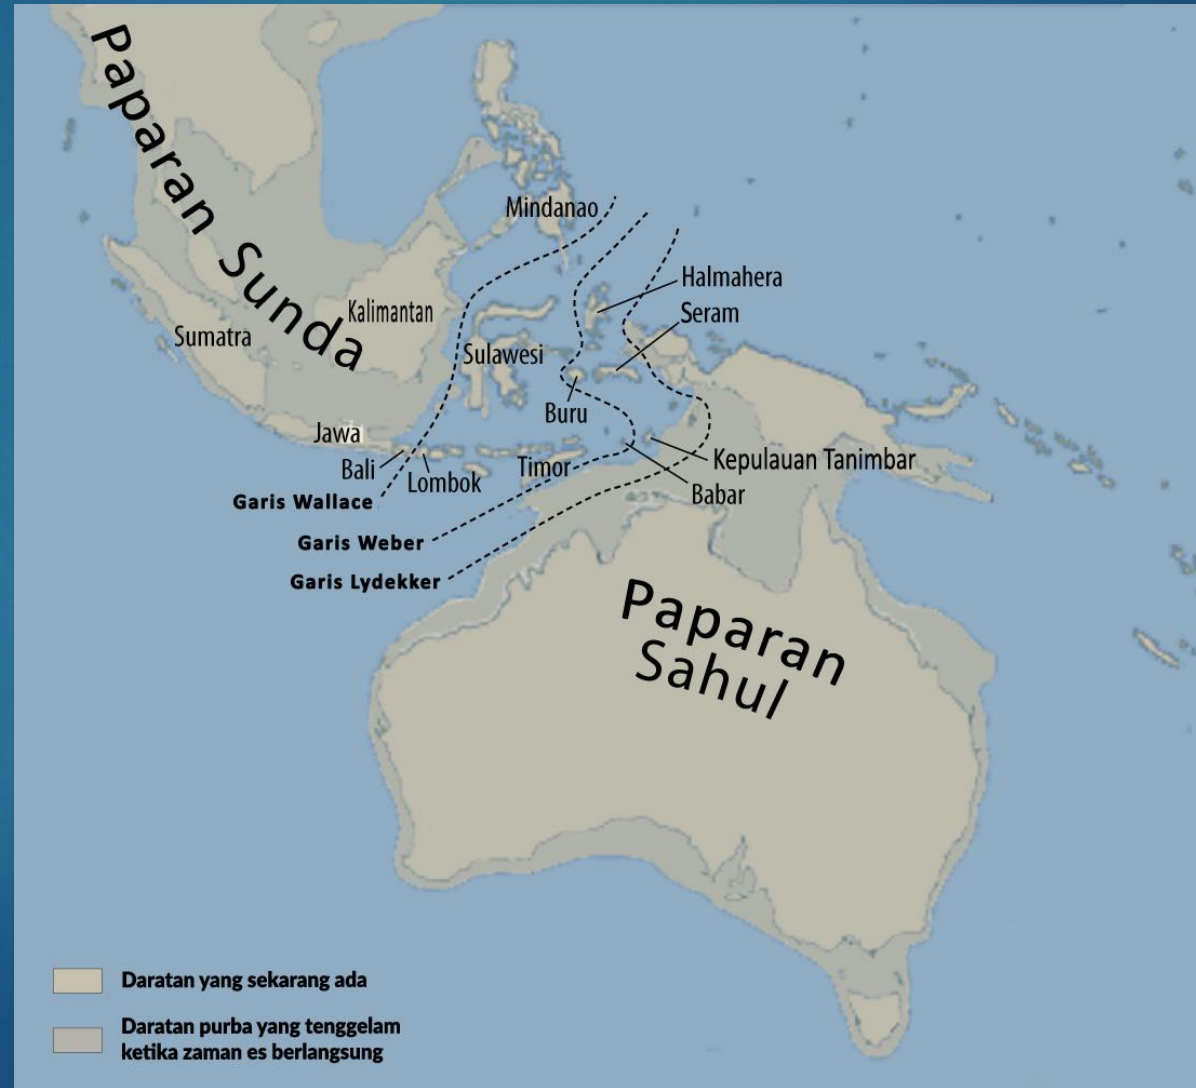 Paparan Sunda
Mindanao
Halmahera
Seram
Kalimantan
Sumatra
Sulawesi
Buru
Jawa
Bali
Lombok
Timor
Kepulauan Tanimbar
Babar
Garis Wallace
Garis Weber
Garis Lydekker
Paparan
Sahul
Daratan yang sekarang ada
Daratan purba yang tenggelam
ketika zaman es berlangsung